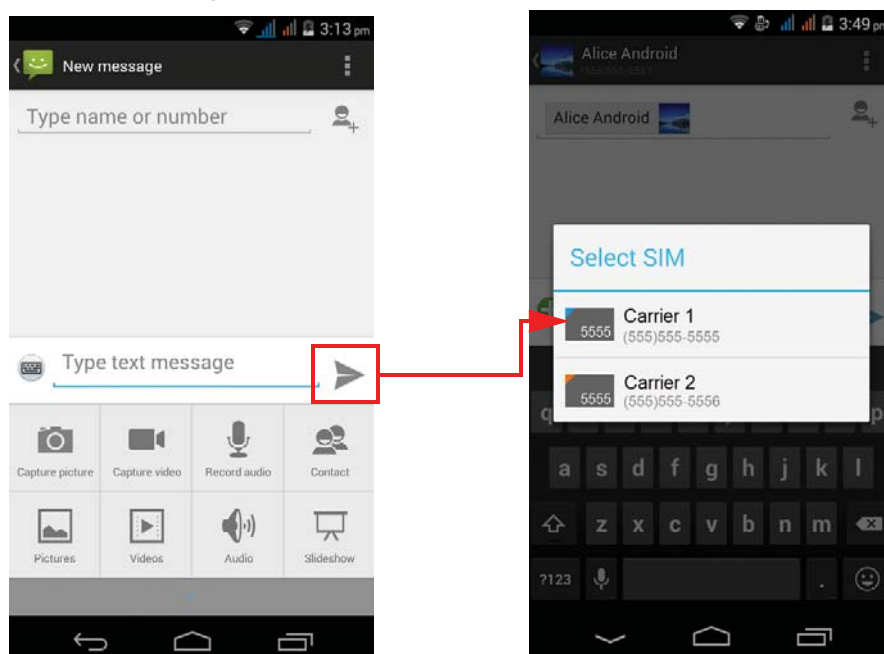 3:13 pm
New message
Type name or number
Type text message
Capture picture
Capture video
Record audio
Contact
Pictures
Videos
Audio
Slideshow
3:49 pm
Alice Android
Alice Android
Select SIM
5555
Carrier 1
(555)555-5555
5555
Carrier 2
(555)555-5556
q
p
a s d f g h j k l
z x c v b n m
?123
.